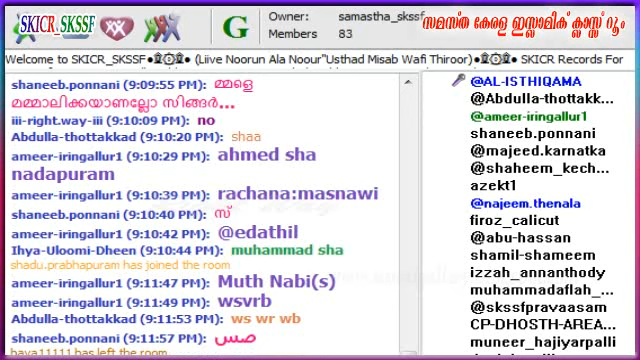 SKICR.SKSSF
G
Owner: samastha_skssf
Members 83
സമസ്ത കേരള ഇസ്ലാമിക് ക്ലാസ്സ് റൂം
Welcome to SKICR_SKSSF●۩۞۩● (Liive Noorun Ala Noour"Usthad Misab Wafi Thiroor)●۩۞۩● SKICR Records For
shaneeb.ponnani (9:09:55 PM): മ്മളെ
മമ്മാലിക്കയാണല്ലോ സിങ്ങർ...
iii-right.way-iii (9:10:09 PM): no
Abdulla-thottakkad (9:10:20 PM): shaa
ameer-iringallur1 (9:10:29 PM): ahmed sha
nadapuram
ameer-iringallur1 (9:10:39 PM): rachana:masnawi
shaneeb.ponnani (9:10:40 PM): സ്
ameer-iringallur1 (9:10:42 PM): @edathil
Ihya-Uloomi-Dheen (9:10:44 PM): muhammad sha
shadu.prabhapuram has joined the room
ameer-iringallur1 (9:11:47 PM): Muth Nabi(s)
ameer-iringallur1 (9:11:49 PM): wsvrb
Abdulla-thottakkad (9:11:53 PM): ws wr wb
shaneeb.ponnani (9:11:57 PM): صس
haya11111 has left the room
@AL-ISTHIQAMA
@Abdulla-thottakk...
@ameer-iringallur1
shaneeb.ponnani
@majeed.karnatka
@shaheem_kech...
azekt1
@najeem.thenala
firoz_calicut
@abu-hassan
shamil-shameem
izzah_annanthody
muhammadaflah_...
@skssfpravaasam
CP-DHOSTH-AREA...
muneer_hajiyarpalli